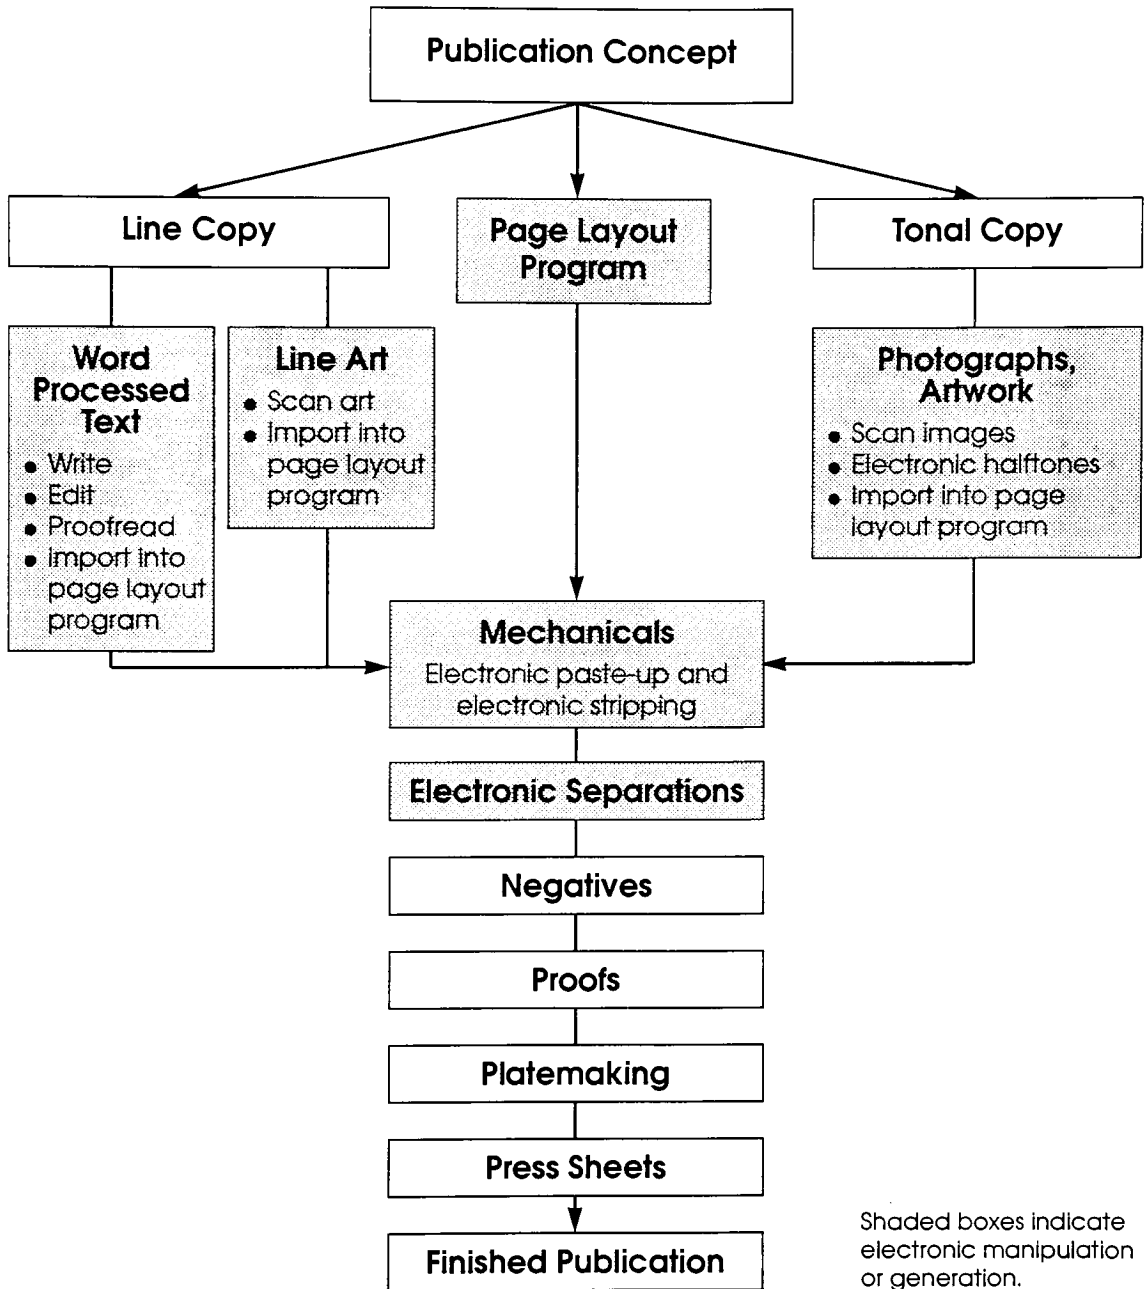 Publication Concept
Line Copy
Page Layout
Program
Tonal Copy
Word
Processed
Text
● Write
● Edit
● Proofread
● Import into
page layout
program
Line Art
● Scan art
● Import into
page layout
program
Photographs,
Artwork
● Scan images
● Electronic halftones
● Import into page
layout program
Mechanicals
Electronic paste-up and
electronic stripping
Electronic Separations
Negatives
Proofs
Platemaking
Press Sheets
Finished Publication
Shaded boxes indicate
electronic manipulation
or generation.